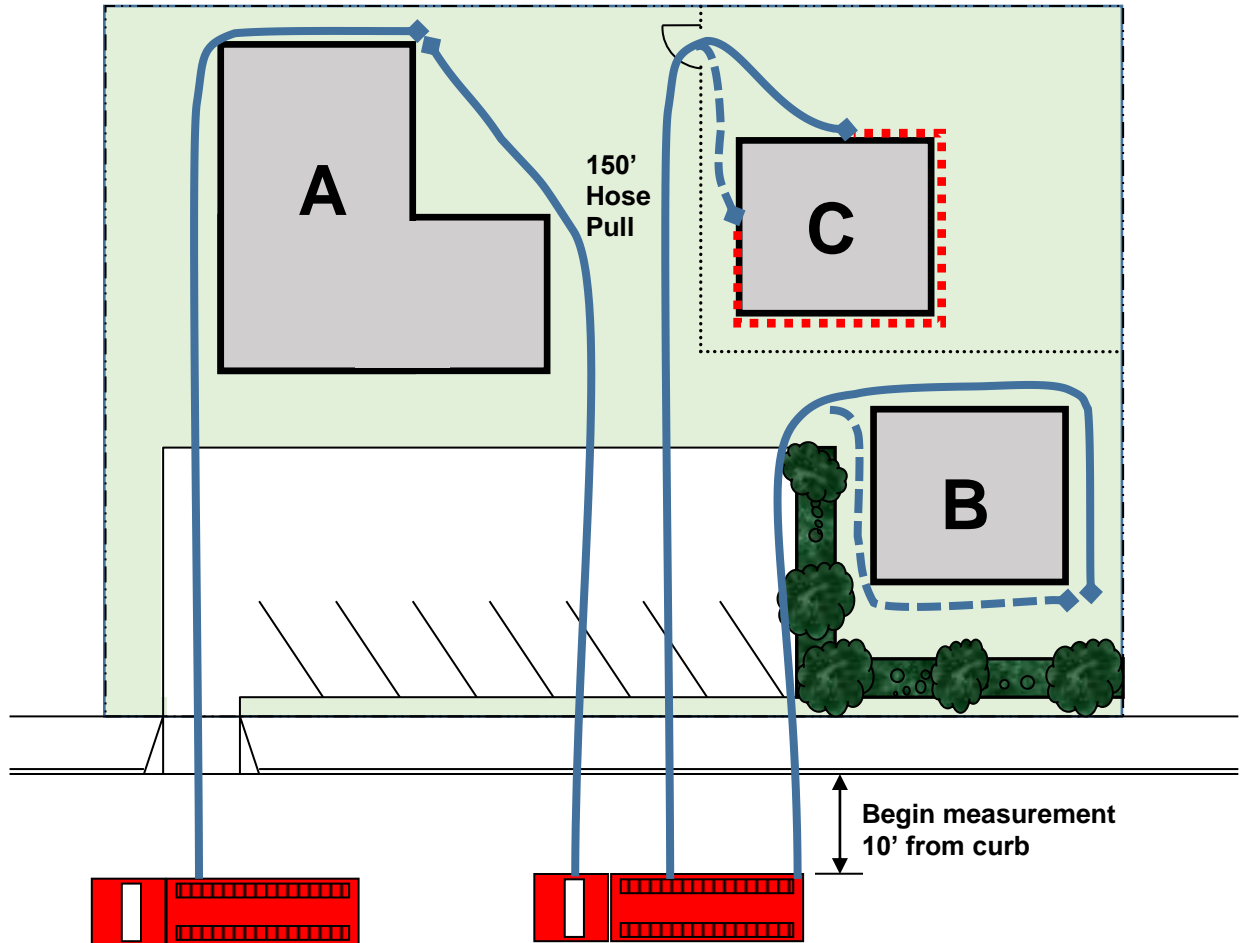 A
150’
Hose
Pull
C
B
Begin measurement
10’ from curb